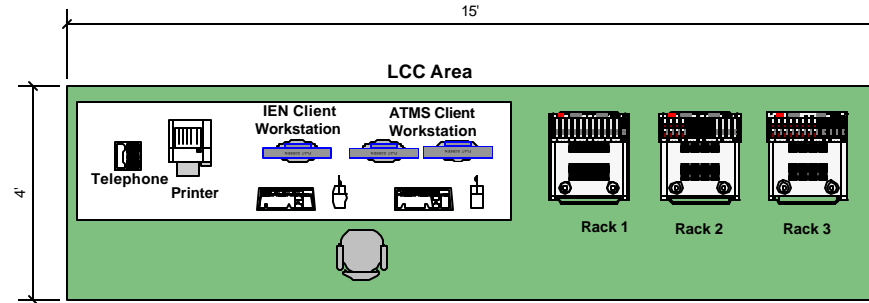 15'
LCC Area
4'
IEN Client
Workstation
ATMS Client
Workstation
Telephone
Printer
Rack 1
Rack 2
Rack 3